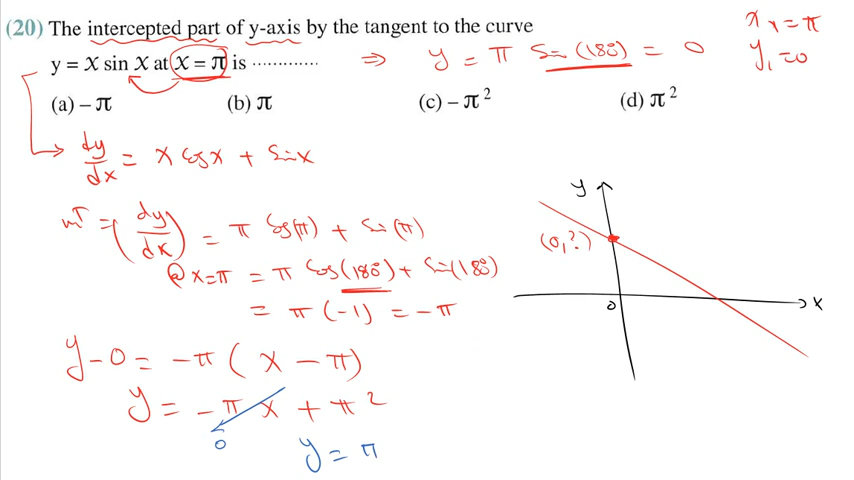 (20) The intercepted part of y-axis by the tangent to the curve
y = X sin X at X = π is ..............
⇒ y = π Sin(180°) = 0
x₁ = π
y₁ = 0
(a) – π (b) π (c) – π² (d) π²
dy/dx = x cos x + sin x
mT = (dy/dx) = π cos(π) + sin(π)
@ x=π = π cos(180°) + sin(180°)
= π (-1) = -π
y - 0 = -π ( x - π )
y = -π x + π²
0
y = π
y
(0,?)
0
x